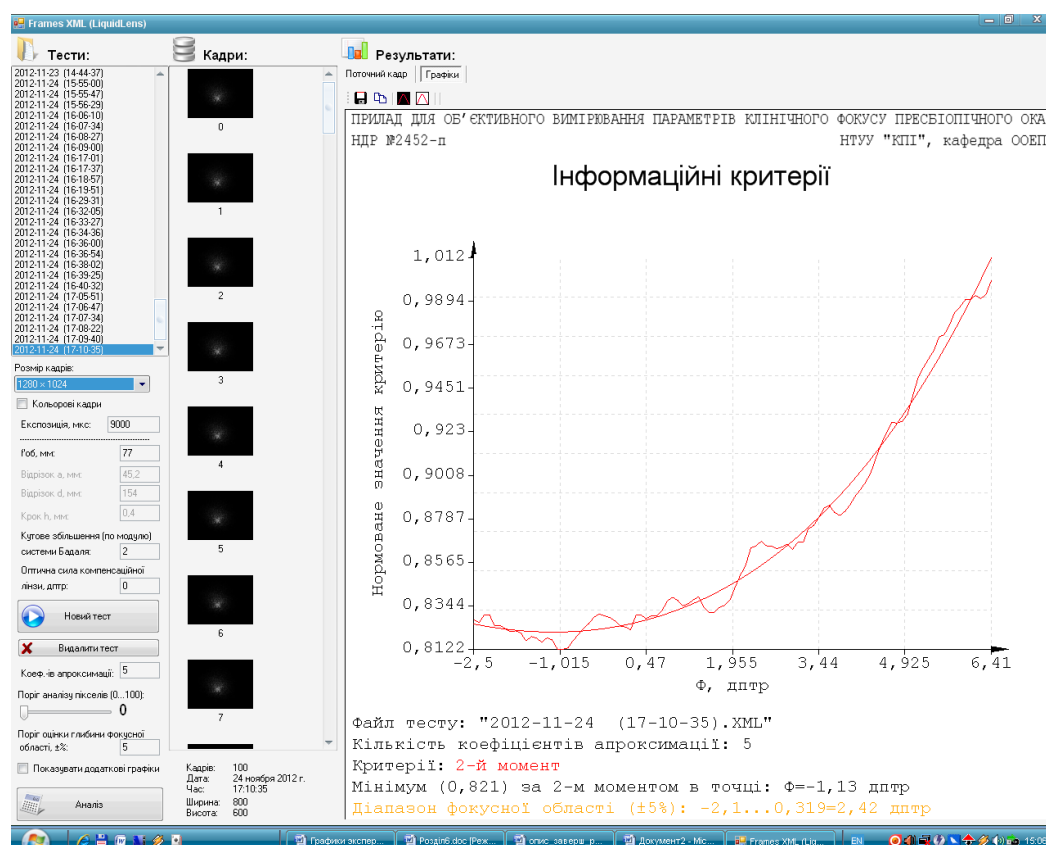 Frames XML (LiquidLens)
Тести:
2012-11-23 (14-44-37)
2012-11-24 (15-55-00)
2012-11-24 (15-55-47)
2012-11-24 (15-56-29)
2012-11-24 (16-06-10)
2012-11-24 (16-07-34)
2012-11-24 (16-08-27)
2012-11-24 (16-09-00)
2012-11-24 (16-17-01)
2012-11-24 (16-17-37)
2012-11-24 (16-18-57)
2012-11-24 (16-19-51)
2012-11-24 (16-29-31)
2012-11-24 (16-32-05)
2012-11-24 (16-33-27)
2012-11-24 (16-34-36)
2012-11-24 (16-36-00)
2012-11-24 (16-36-54)
2012-11-24 (16-38-02)
2012-11-24 (16-39-25)
2012-11-24 (16-40-32)
2012-11-24 (17-05-51)
2012-11-24 (17-06-47)
2012-11-24 (17-07-34)
2012-11-24 (17-08-22)
2012-11-24 (17-09-40)
2012-11-24 (17-10-35)
Розмір кадрів:
1280 × 1024
Кольорові кадри
Експозиція, мкс: 9000
f'об, мм: 77
Відрізок a, мм: 45,2
Відрізок d, мм: 154
Крок h, мм: 0,4
Кутове збільшення (по модулю)
системи Бадаля: 2
Оптична сила компенсаційної
лінзи, дптр: 0
Новий тест
Видалити тест
Коеф.-ів апроксимації: 5
Поріг аналізу пікселів (0...100):
0
Поріг оцінки глибини фокусної
області, ±%: 5
Показувати додаткові графіки
Аналіз
Кадри:
0
1
2
3
4
5
6
7
Кадрів: 100
Дата: 24 ноября 2012 г.
Час: 17:10:35
Ширина: 800
Висота: 600
Результати:
Поточний кадр
Графіки
ПРИЛАД ДЛЯ ОБ'ЄКТИВНОГО ВИМІРЮВАННЯ ПАРАМЕТРІВ КЛІНІЧНОГО ФОКУСУ ПРЕСБІОПІЧНОГО ОКА
НДР №2452-п НТУУ "КПІ", кафедра ООЕП
Інформаційні критерії
Нормоване значення критерію
1,012
0,9894
0,9673
0,9451
0,923
0,9008
0,8787
0,8565
0,8344
0,8122
-2,5 -1,015 0,47 1,955 3,44 4,925 6,41
Ф, дптр
Файл тесту: "2012-11-24 (17-10-35).XML"
Кількість коефіцієнтів апроксимації: 5
Критерії: 2-й момент
Мінімум (0,821) за 2-м моментом в точці: Ф=-1,13 дптр
Діапазон фокусної області (±5%): -2,1...0,319=2,42 дптр
Графики экспер...
Розділ6.doc [Реж...
опис_заверш_р...
Документ2 - Mic...
Frames XML (Liq...
EN
15:06